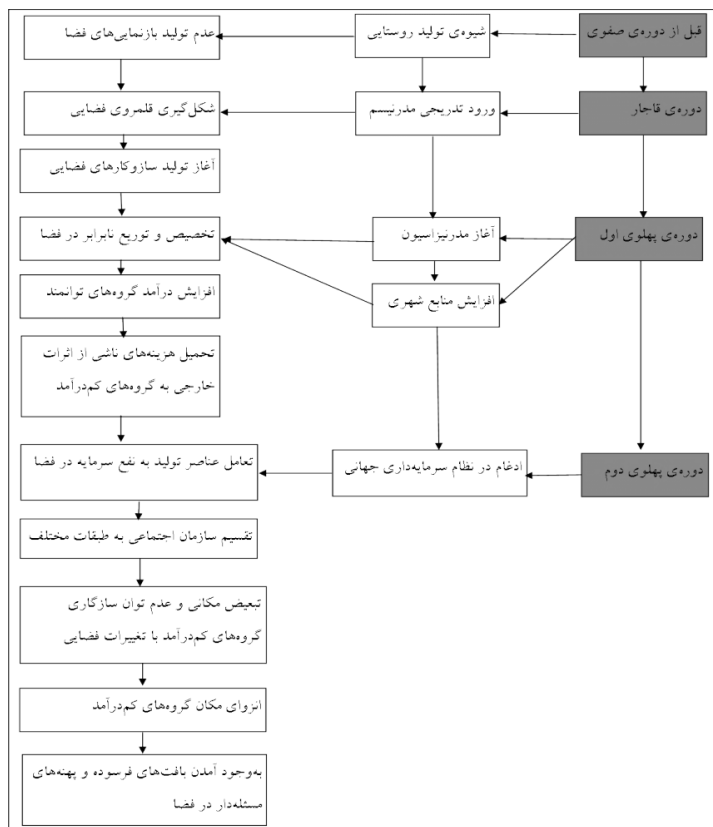 قبل از دوره‌ی صفوی
شیوه‌ی تولید روستایی
عدم تولید بازنمایی‌های فضا
دوره‌ی قاجار
ورود تدریجی مدرنیسم
شکل‌گیری قلمروی فضایی
آغاز تولید سازوکارهای فضایی
دوره‌ی پهلوی اول
آغاز مدرنیزاسیون
تخصیص و توزیع نابرابر در فضا
افزایش منابع شهری
افزایش درآمد گروه‌های توانمند
تحمیل هزینه‌های ناشی از اثرات
خارجی به گروه‌های کم‌درآمد
دوره‌ی پهلوی دوم
ادغام در نظام سرمایه‌داری جهانی
تعامل عناصر تولید به نفع سرمایه در فضا
تقسیم سازمان اجتماعی به طبقات مختلف
تبعیض مکانی و عدم توان سازگاری
گروه‌های کم‌درآمد با تغییرات فضایی
انزوای مکان گروه‌های کم‌درآمد
به‌وجود آمدن بافت‌های فرسوده و پهنه‌های
مسئله‌دار در فضا